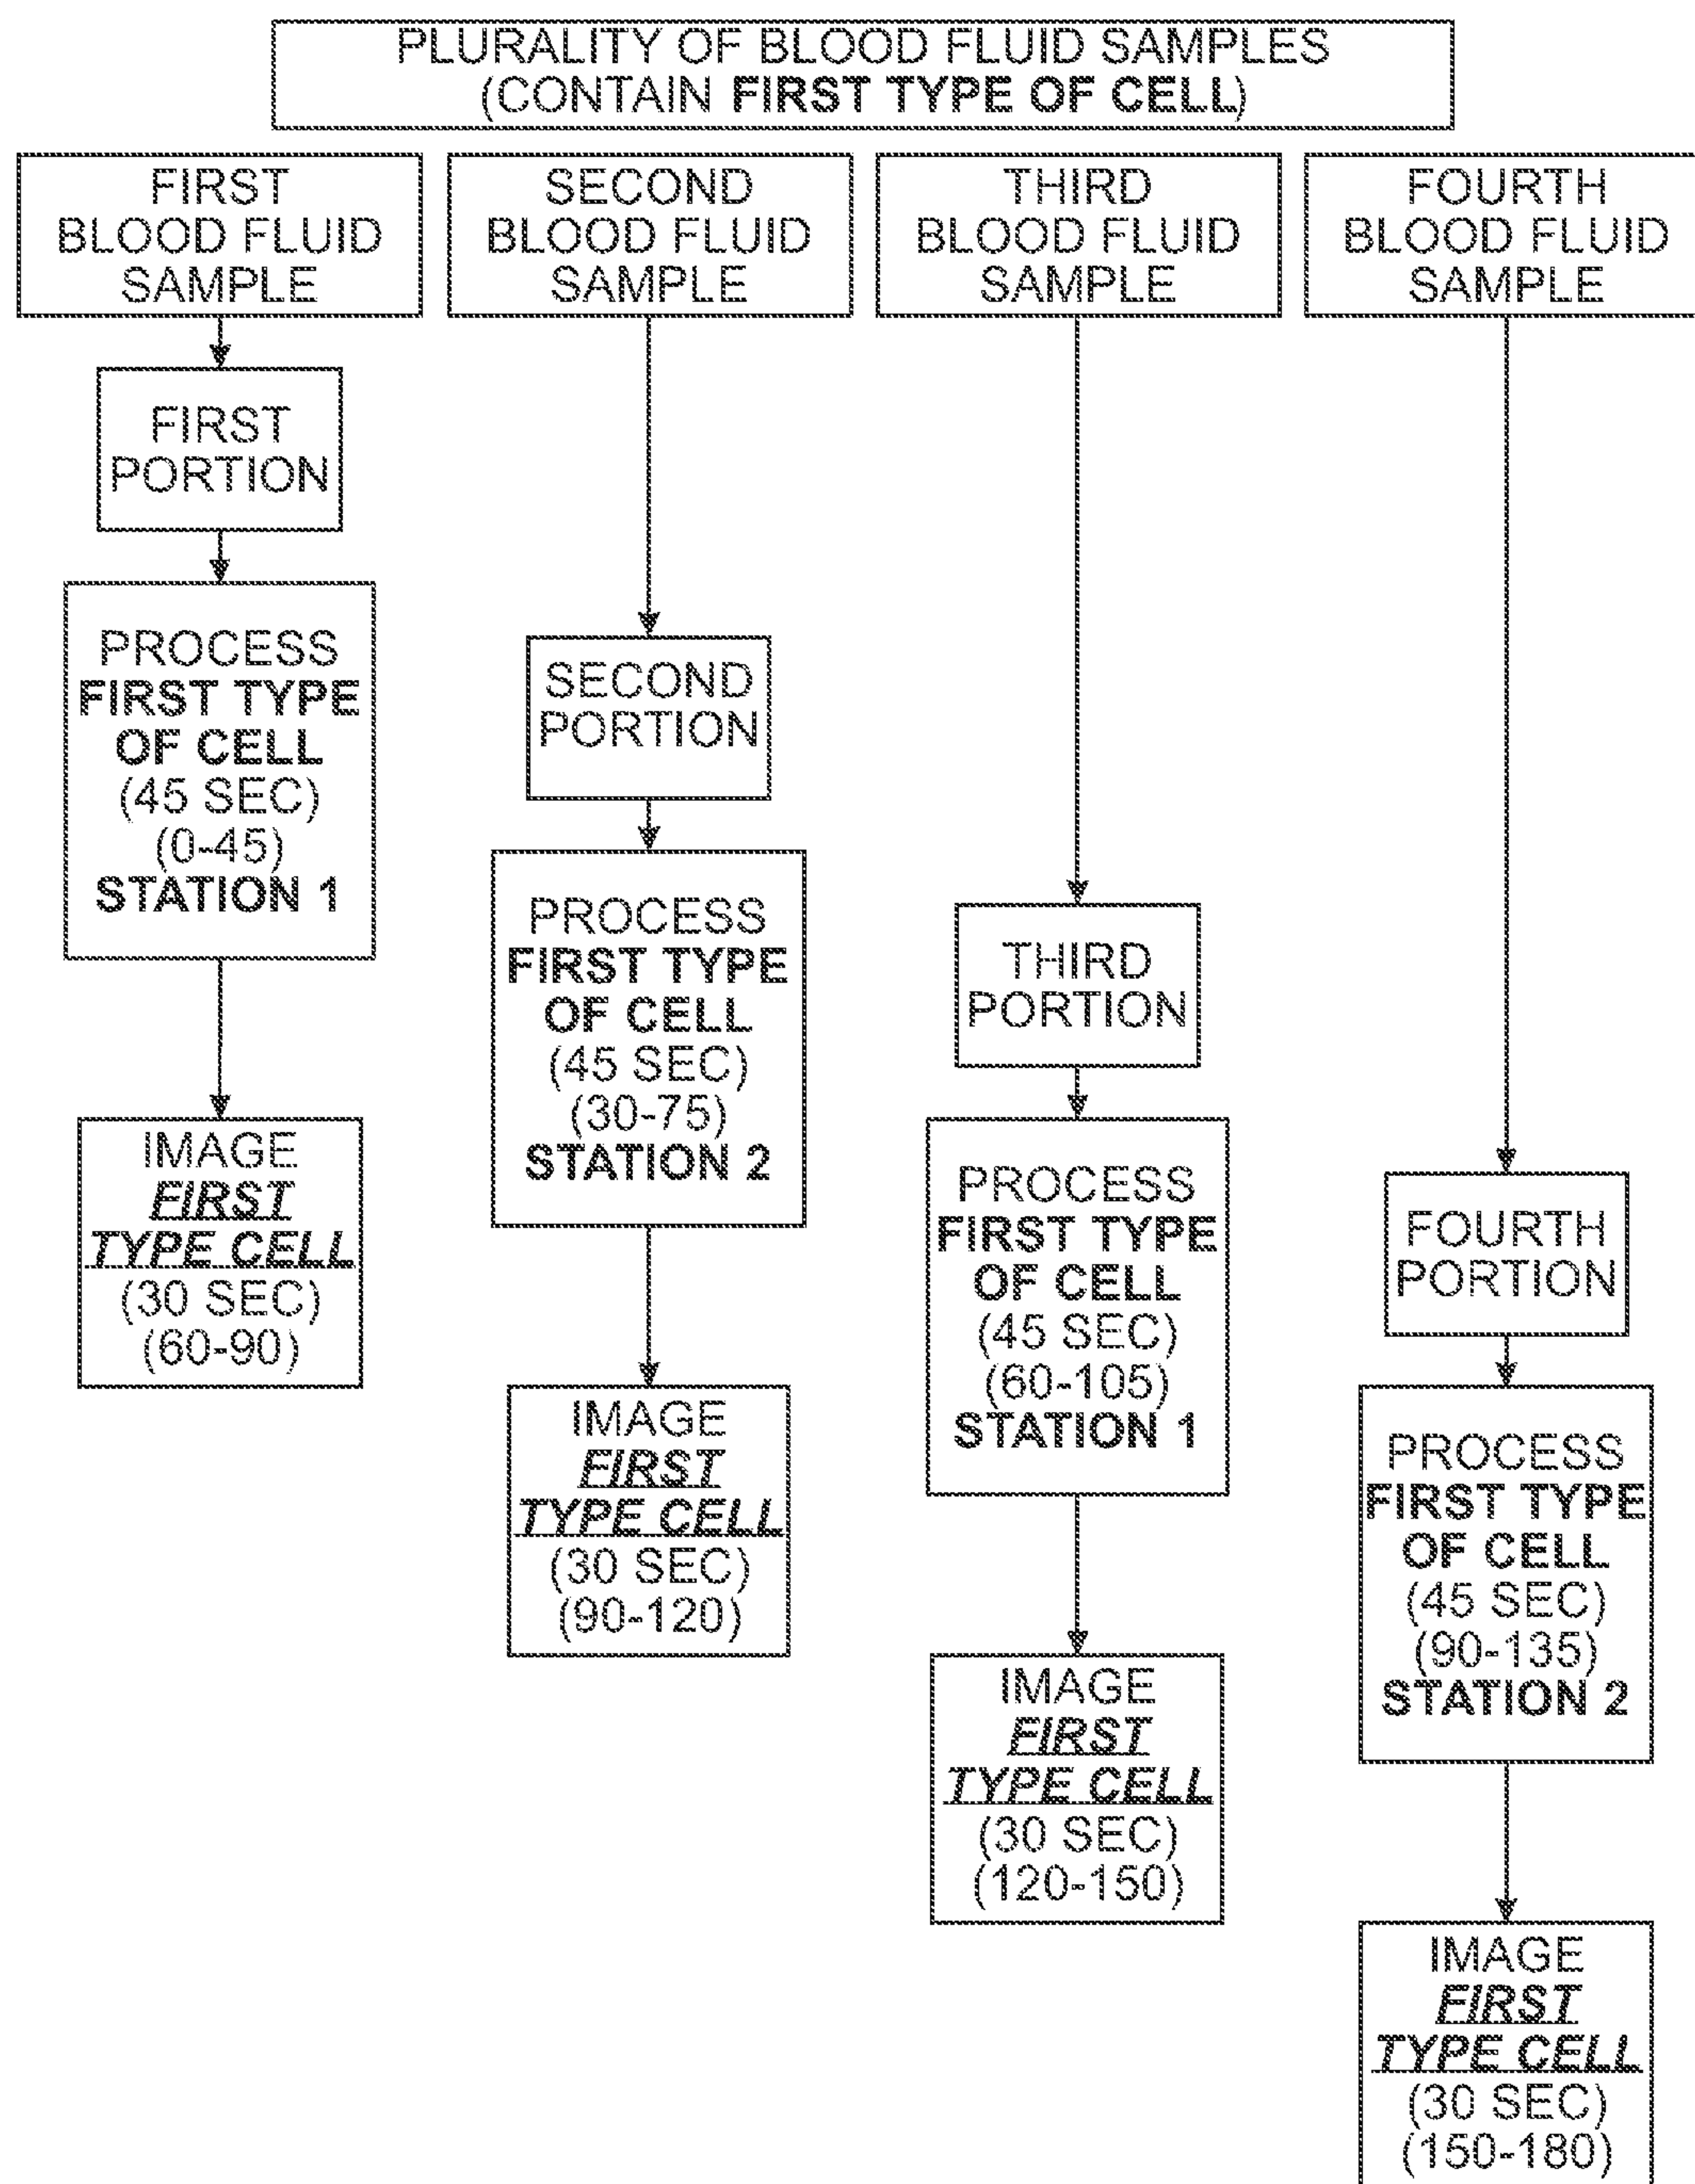 PLURALITY OF BLOOD FLUID SAMPLES
(CONTAIN FIRST TYPE OF CELL)
FIRST
BLOOD FLUID
SAMPLE
FIRST
PORTION
PROCESS
FIRST TYPE
OF CELL
(45 SEC)
(0-45)
STATION 1
IMAGE
FIRST
TYPE CELL
(30 SEC)
(60-90)
SECOND
BLOOD FLUID
SAMPLE
SECOND
PORTION
PROCESS
FIRST TYPE
OF CELL
(45 SEC)
(30-75)
STATION 2
IMAGE
FIRST
TYPE CELL
(30 SEC)
(90-120)
THIRD
BLOOD FLUID
SAMPLE
THIRD
PORTION
PROCESS
FIRST TYPE
OF CELL
(45 SEC)
(60-105)
STATION 1
IMAGE
FIRST
TYPE CELL
(30 SEC)
(120-150)
FOURTH
BLOOD FLUID
SAMPLE
FOURTH
PORTION
PROCESS
FIRST TYPE
OF CELL
(45 SEC)
(90-135)
STATION 2
IMAGE
FIRST
TYPE CELL
(30 SEC)
(150-180)